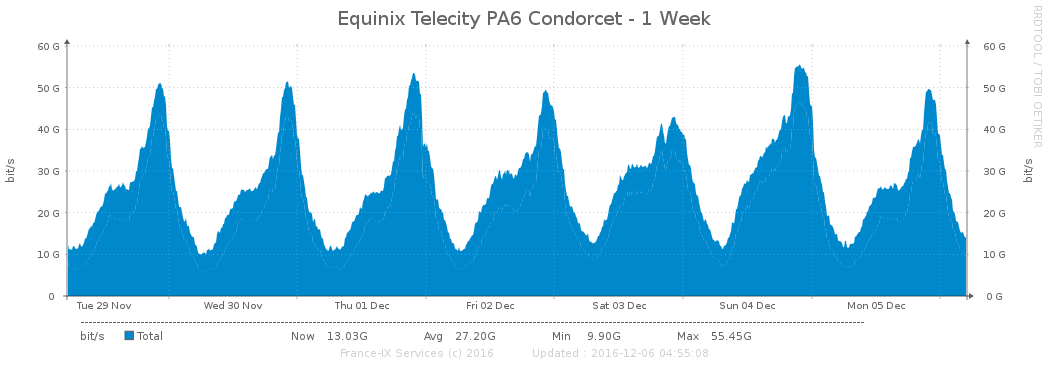 Equinix Telecity PA6 Condorcet - 1 Week
RRDTOOL / TOBI OETIKER
bit/s
60 G
50 G
40 G
30 G
20 G
10 G
0
60 G
50 G
40 G
30 G
20 G
10 G
0 G
bit/s
Tue 29 Nov Wed 30 Nov Thu 01 Dec Fri 02 Dec Sat 03 Dec Sun 04 Dec Mon 05 Dec
bit/s Total Now 13.03G Avg 27.20G Min 9.90G Max 55.45G
France-IX Services (c) 2016 Updated : 2016-12-06 04:55:08